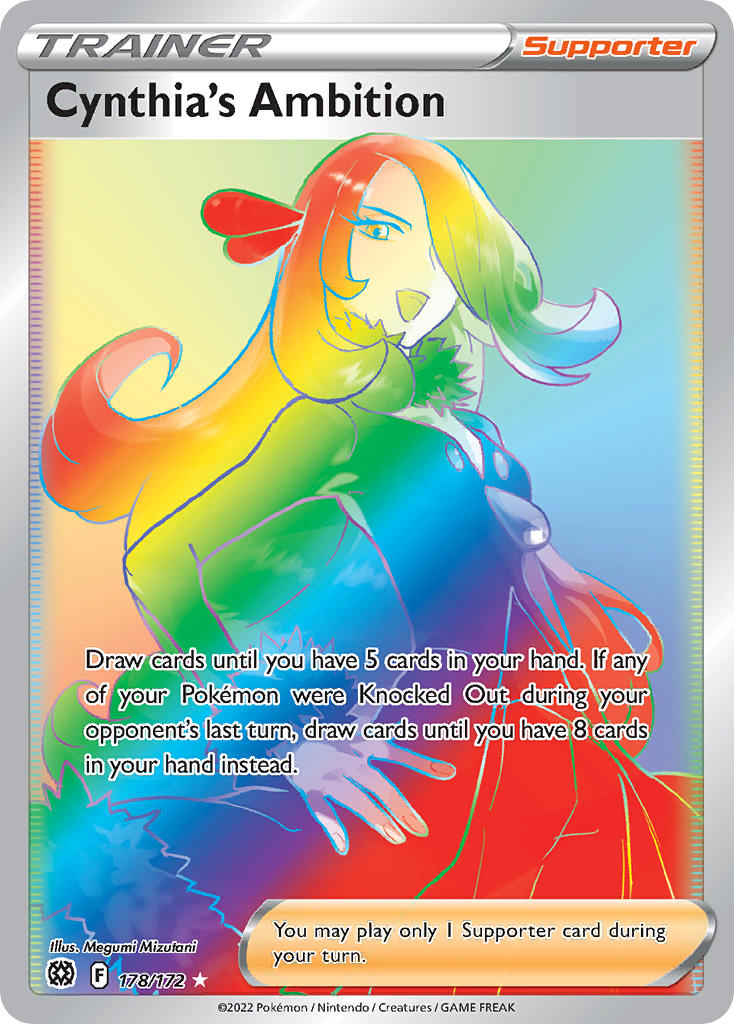 TRAINER Supporter
Cynthia's Ambition
Draw cards until you have 5 cards in your hand. If any
of your Pokémon were Knocked Out during your
opponent's last turn, draw cards until you have 8 cards
in your hand instead.
You may play only 1 Supporter card during
your turn.
Illus. Megumi Mizutani
F 178/172 ★
©2022 Pokémon / Nintendo / Creatures / GAME FREAK